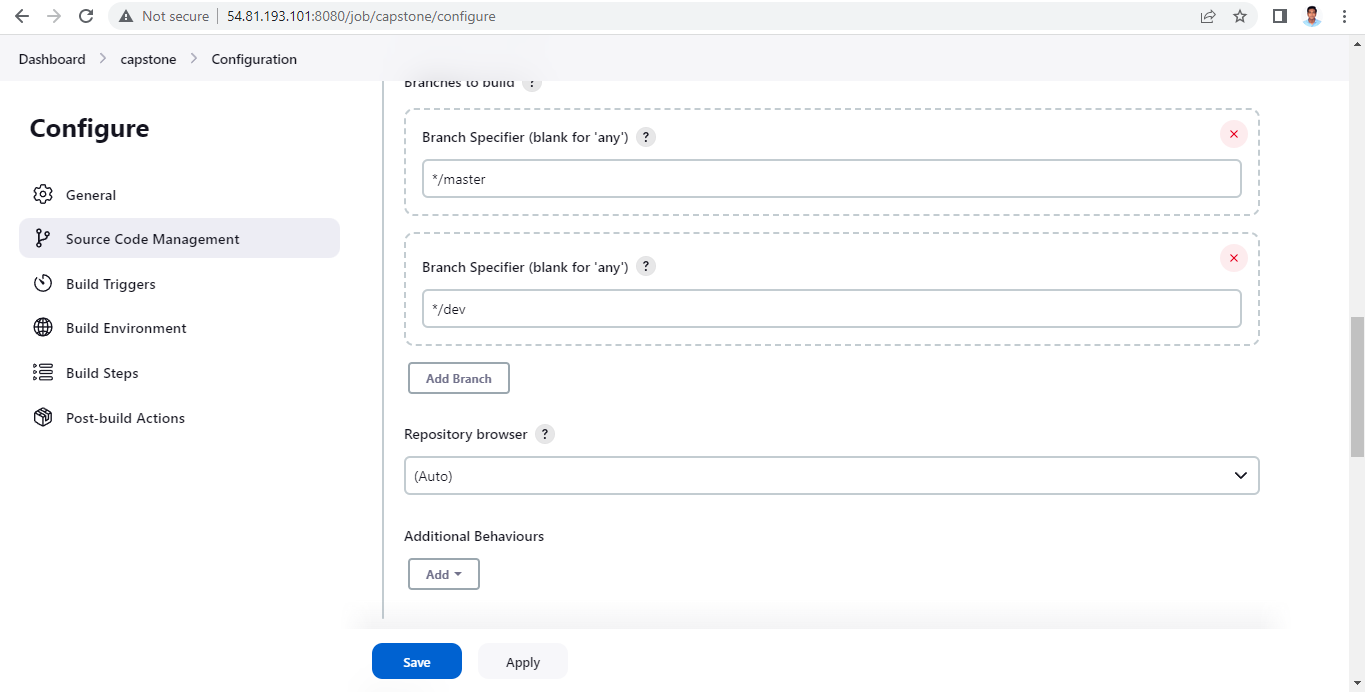 Not secure | 54.81.193.101:8080/job/capstone/configure
Dashboard > capstone > Configuration
Configure
General
Source Code Management
Build Triggers
Build Environment
Build Steps
Post-build Actions
Branches to build ?
Branch Specifier (blank for 'any') ?
*/master
Branch Specifier (blank for 'any') ?
*/dev
Add Branch
Repository browser ?
(Auto)
Additional Behaviours
Add
Save
Apply